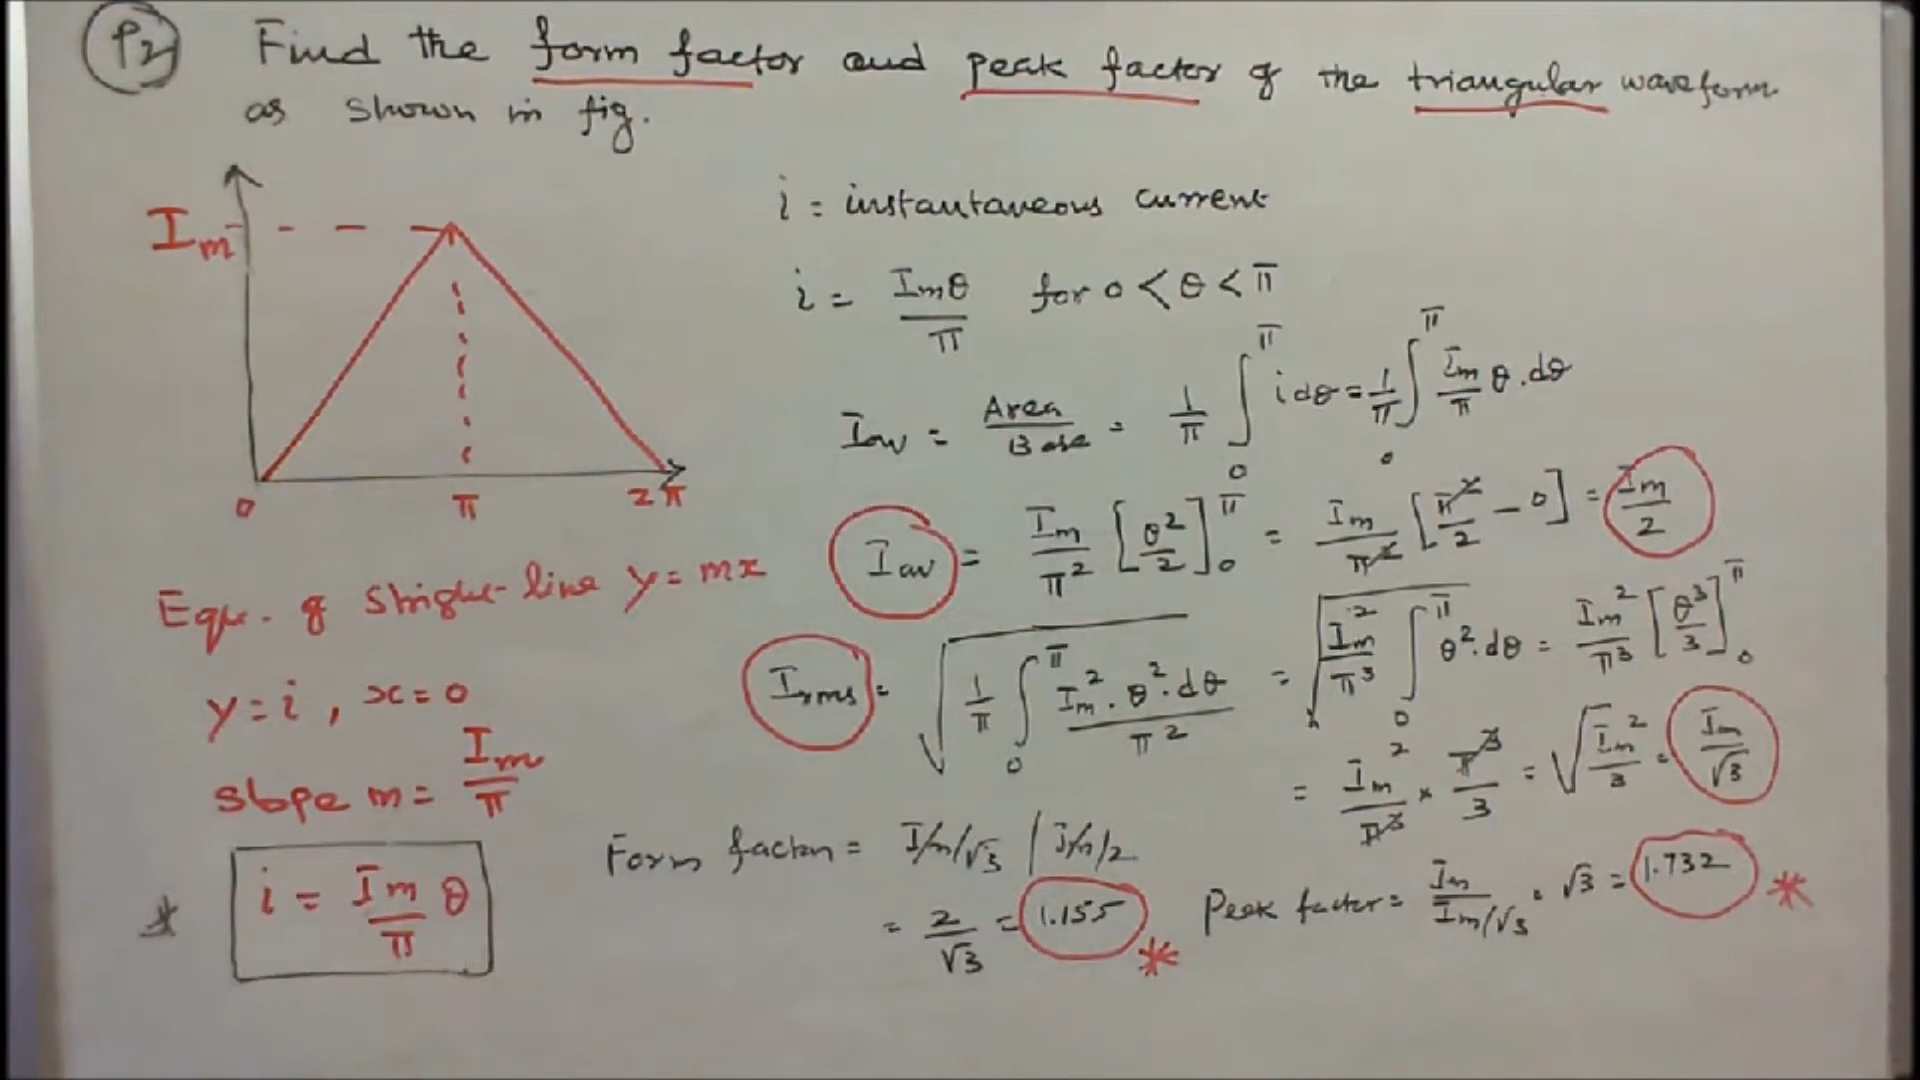 P2 Find the form factor and peak factor of the triangular waveform
as shown in fig.
Im
0 π 2π
Eqn. of straight-line y = mx
y = i , x = θ
slope m = Im/π
* i = Im/π θ
i = instantaneous current
i = Imθ/π for 0 < θ < π
Iav = Area/Base = 1/π ∫₀^π i dθ = 1/π ∫₀^π Im/π θ.dθ
Iav = Im/π² [θ²/2]₀^π = Im/π² [π²/2 - 0] = Im/2
Irms = √(1/π ∫₀^π Im².θ².dθ/π²) = √(Im²/π³ ∫₀^π θ².dθ) = Im²/π³ [θ³/3]₀^π
= Im²/π³ × π³/3 = √(Im²/3) = Im/√3
Form factor = Im/√3 / Im/2
= 2/√3 = 1.155 *
Peak factor = Im/(Im/√3) = √3 = 1.732 *